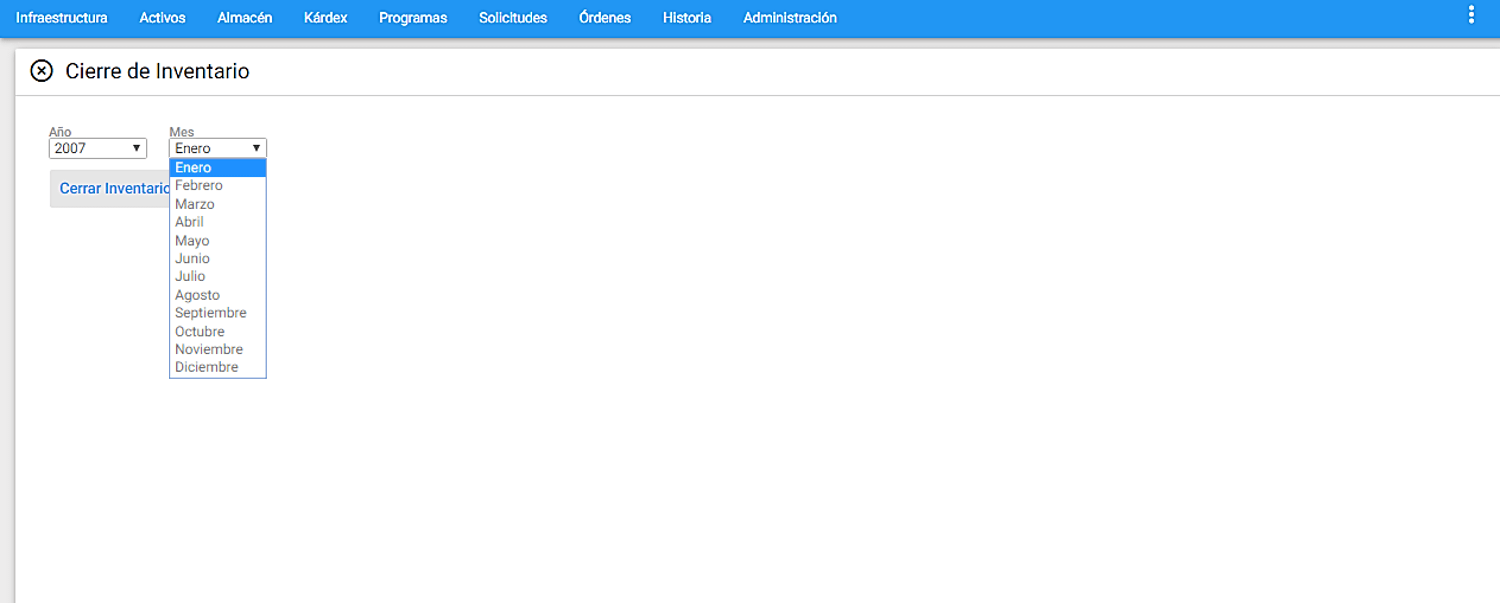 Infraestructura Activos Almacén Kárdex Programas Solicitudes Órdenes Historia Administración
Cierre de Inventario
Año Mes
2007 Enero
Enero
Cerrar Inventario
Febrero
Marzo
Abril
Mayo
Junio
Julio
Agosto
Septiembre
Octubre
Noviembre
Diciembre